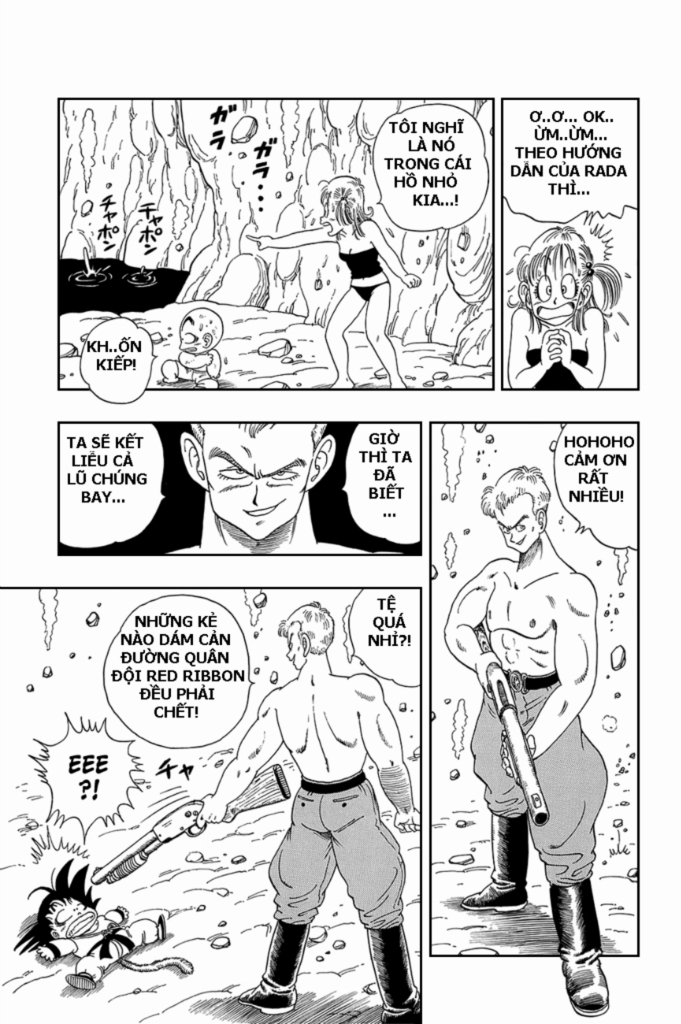 Ơ..Ơ... OK..
ỪM..ỪM...
THEO HƯỚNG
DẪN CỦA RADA
THÌ...
TÔI NGHĨ
LÀ NÓ
TRONG CÁI
HỒ NHỎ
KIA...!
ガラ
ガラ...
チャポン
チャポン
KH..ỐN
KIẾP!
HOHOHO
CẢM ƠN
RẤT
NHIỀU!
GIỜ
THÌ TA
ĐÃ
BIẾT
...
TA SẼ KẾT
LIỄU CẢ
LŨ CHÚNG
BAY...
TỆ
QUÁ
NHỈ?!
NHỮNG KẺ
NÀO DÁM CẢN
ĐƯỜNG QUÂN
ĐỘI RED RIBBON
ĐỀU PHẢI
CHẾT!
チャ
EEE
?!